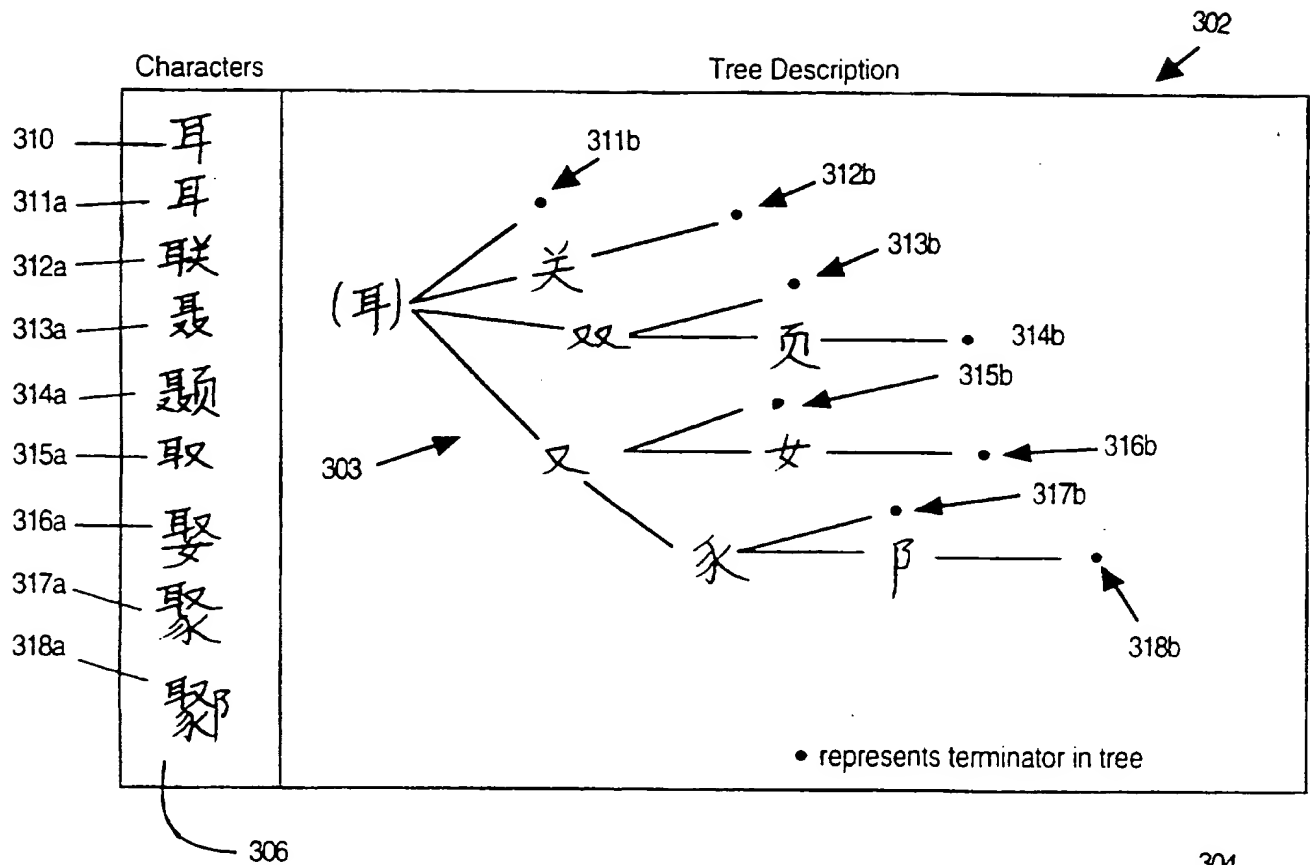 302
Characters Tree Description
310 耳
311a 耳
311b
312b
312a 联
关
313b
(耳)
313a 聂
双 页 314b
314a 颞
315b
315a 取
303 又 女 316b
316a 娶
317b
317a 聚
阝
318a
318b
• represents terminator in tree
306
304